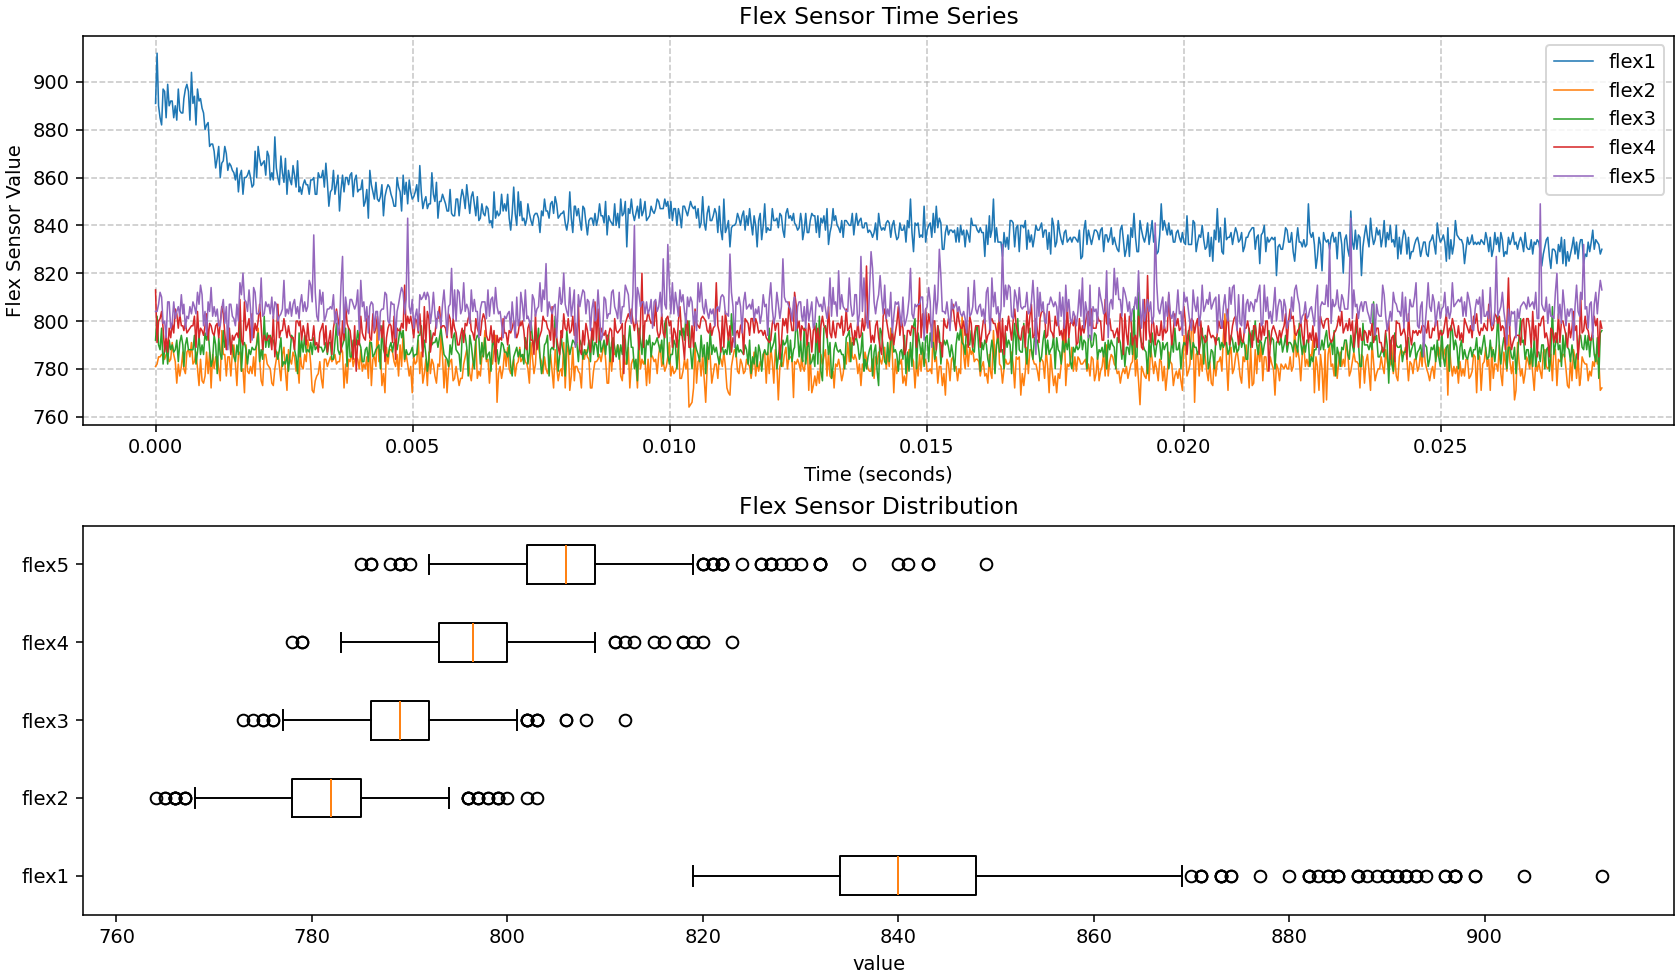 Flex Sensor Time Series
Flex Sensor Value
900
880
860
840
820
800
780
760
flex1
flex2
flex3
flex4
flex5
0.000 0.005 0.010 0.015 0.020 0.025
Time (seconds)
Flex Sensor Distribution
flex5
flex4
flex3
flex2
flex1
760 780 800 820 840 860 880 900
value